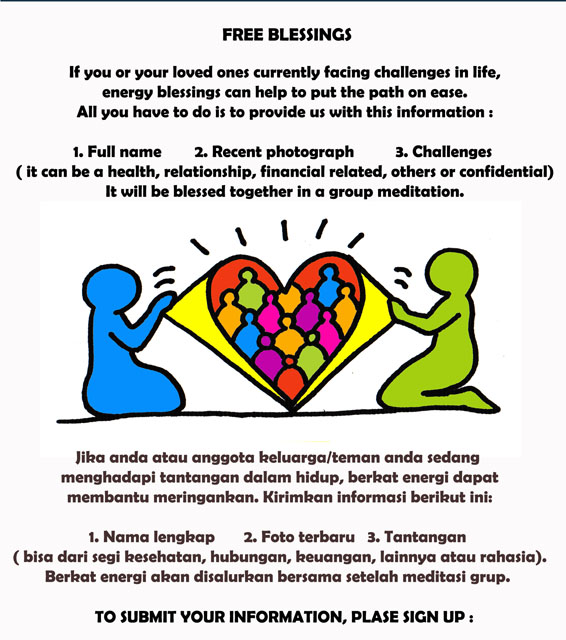 FREE BLESSINGS
If you or your loved ones currently facing challenges in life,
energy blessings can help to put the path on ease.
All you have to do is to provide us with this information :
1. Full name 2. Recent photograph 3. Challenges
( it can be a health, relationship, financial related, others or confidential)
It will be blessed together in a group meditation.
Jika anda atau anggota keluarga/teman anda sedang
menghadapi tantangan dalam hidup, berkat energi dapat
membantu meringankan. Kirimkan informasi berikut ini:
1. Nama lengkap 2. Foto terbaru 3. Tantangan
( bisa dari segi kesehatan, hubungan, keuangan, lainnya atau rahasia).
Berkat energi akan disalurkan bersama setelah meditasi grup.
TO SUBMIT YOUR INFORMATION, PLASE SIGN UP :